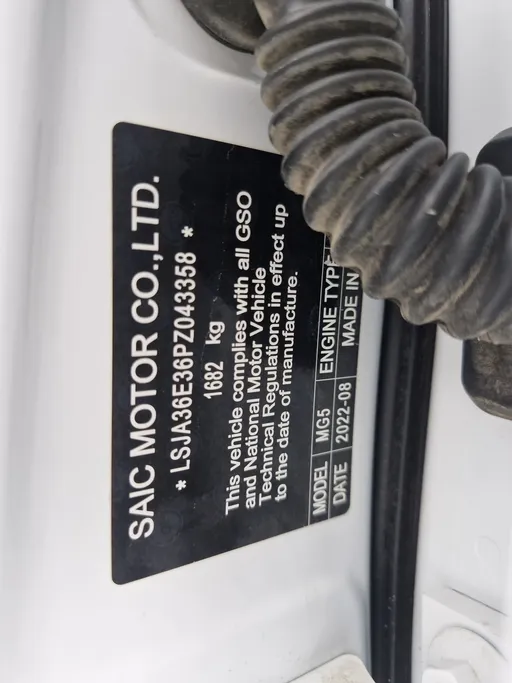 SAIC MOTOR CO.,LTD.
* LSJA36E36PZ043358 *
1682 kg
This vehicle complies with all GSO
and National Motor Vehicle
Technical Regulations in effect up
to the date of manufacture.
MODEL MG5 ENGINE TYPE
DATE 2022-08 MADE IN